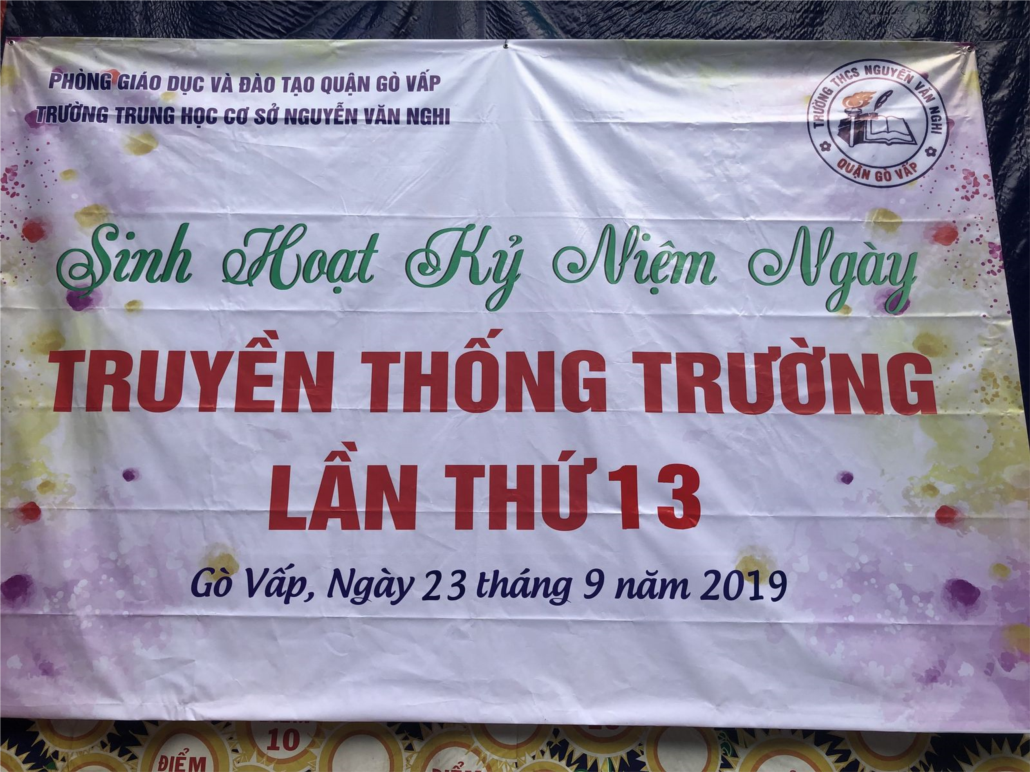 PHÒNG GIÁO DỤC VÀ ĐÀO TẠO QUẬN GÒ VẤP
TRƯỜNG TRUNG HỌC CƠ SỞ NGUYỄN VĂN NGHI
TRƯỜNG THCS NGUYỄN VĂN NGHI
QUẬN GÒ VẤP
Sinh Hoạt Kỷ Niệm Ngày
TRUYỀN THỐNG TRƯỜNG
LẦN THỨ 13
Gò Vấp, Ngày 23 tháng 9 năm 2019
10
ĐIỂM